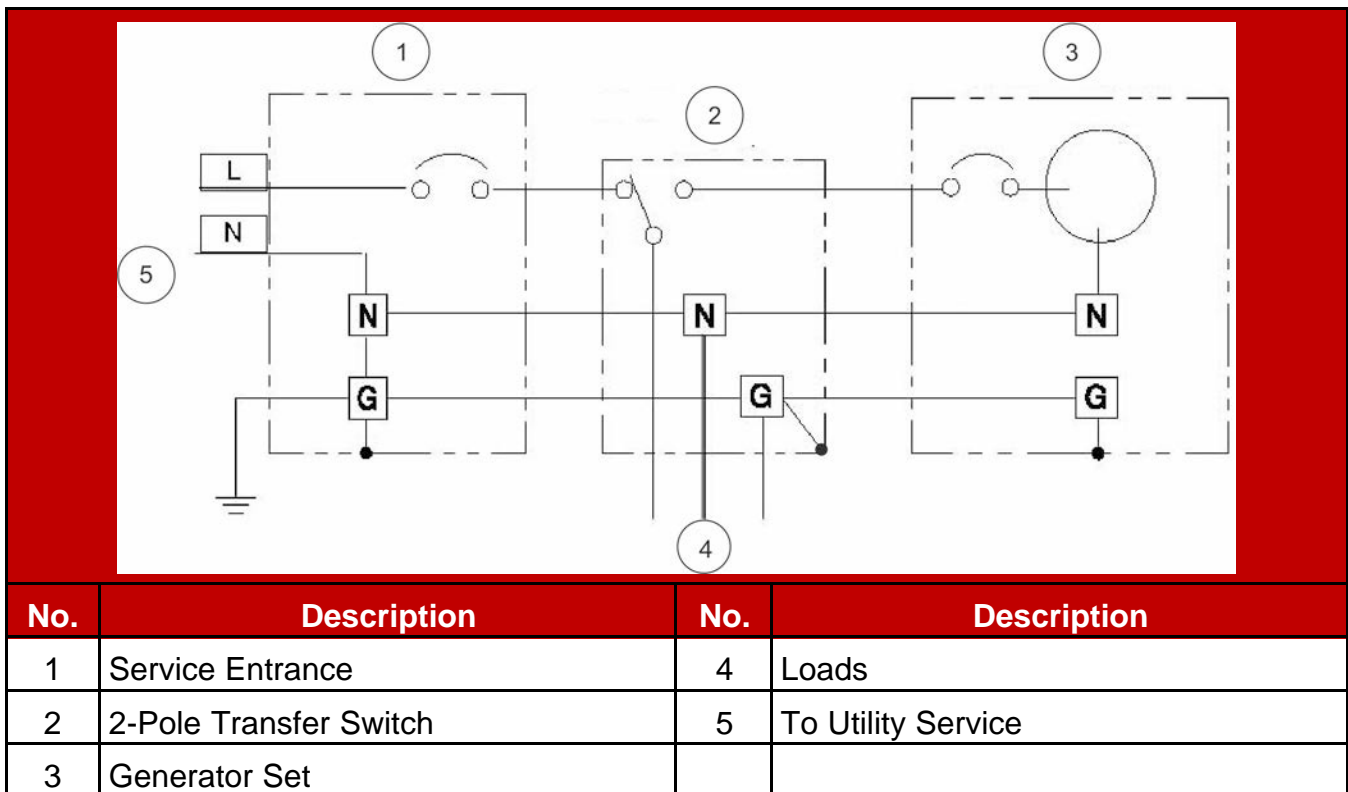 1
3
2
L
N
5
N N N
G G G
4
No. Description No. Description
1 Service Entrance 4 Loads
2 2-Pole Transfer Switch 5 To Utility Service
3 Generator Set